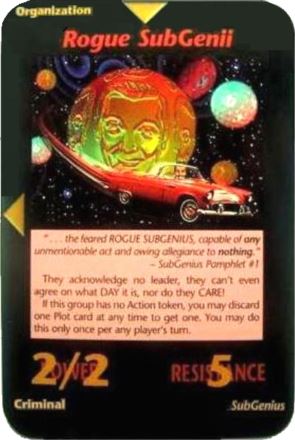 Organization
Rogue SubGenii
". . . the feared ROGUE SUBGENIUS, capable of any
unmentionable act and owing allegiance to nothing."
~ SubGenius Pamphlet #1
They acknowledge no leader, they can't even
agree on what DAY it is, nor do they CARE!
If this group has no Action token, you may discard
one Plot card at any time to get one. You may do
this only once per any player's turn.
2/2 POWER
RESISTANCE 5
Criminal
SubGenius